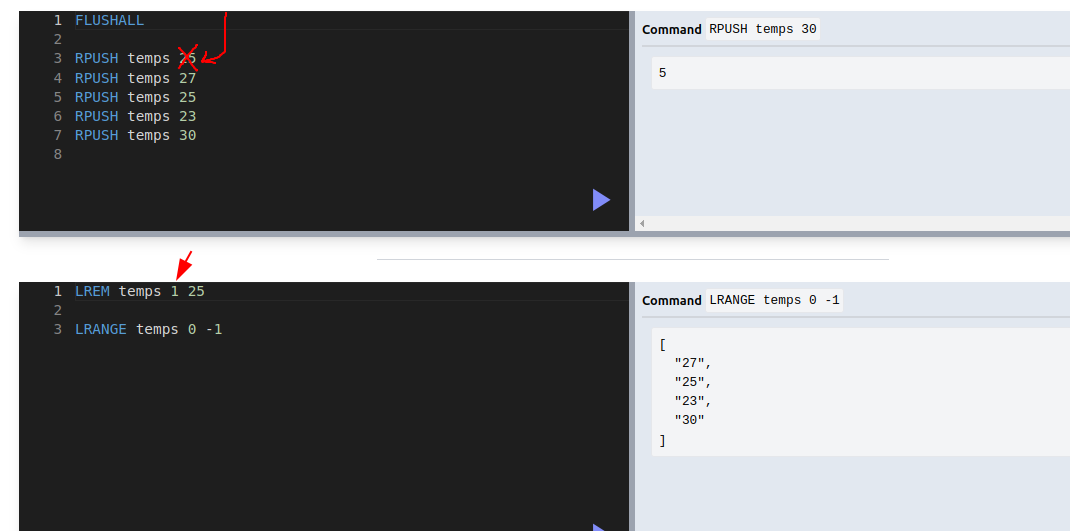 1 FLUSHALL
2
3 RPUSH temps 25
4 RPUSH temps 27
5 RPUSH temps 25
6 RPUSH temps 23
7 RPUSH temps 30
8
Command RPUSH temps 30
5
1 LREM temps 1 25
2
3 LRANGE temps 0 -1
Command LRANGE temps 0 -1
[
"27",
"25",
"23",
"30"
]